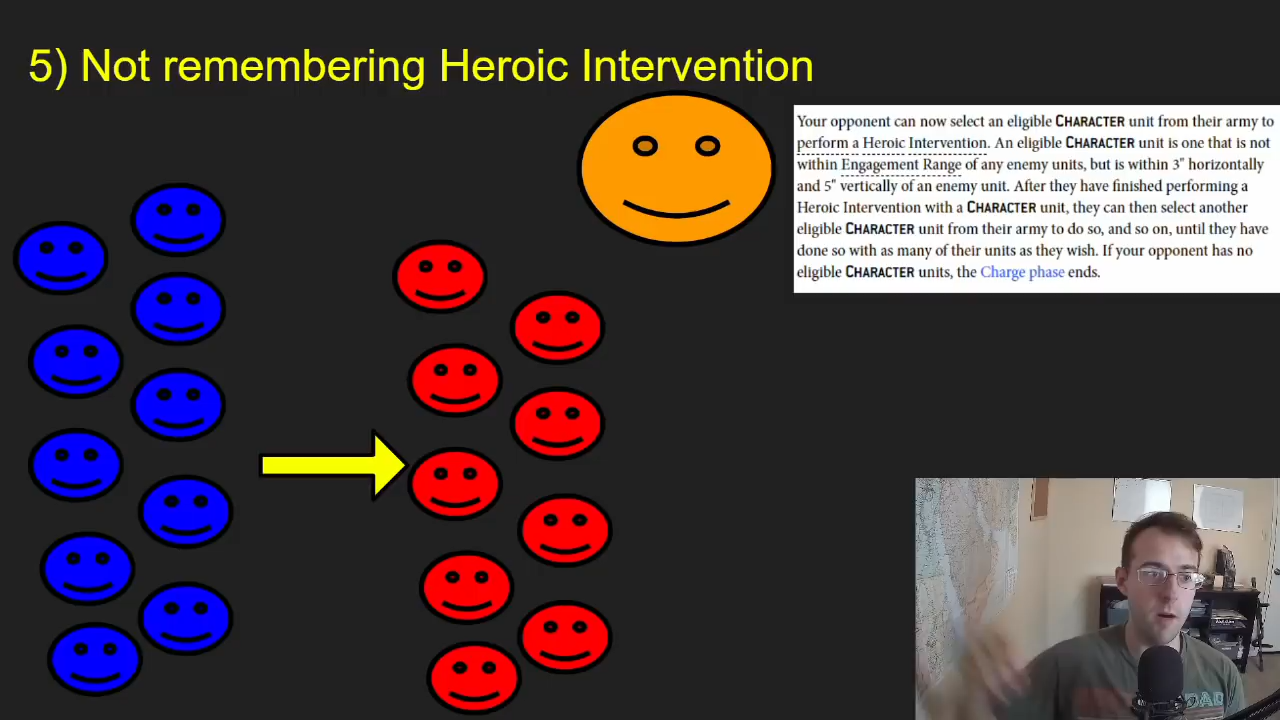 5) Not remembering Heroic Intervention
Your opponent can now select an eligible CHARACTER unit from their army to
perform a Heroic Intervention. An eligible CHARACTER unit is one that is not
within Engagement Range of any enemy units, but is within 3" horizontally
and 5" vertically of an enemy unit. After they have finished performing a
Heroic Intervention with a CHARACTER unit, they can then select another
eligible CHARACTER unit from their army to do so, and so on, until they have
done so with as many of their units as they wish. If your opponent has no
eligible CHARACTER units, the Charge phase ends.
DAD